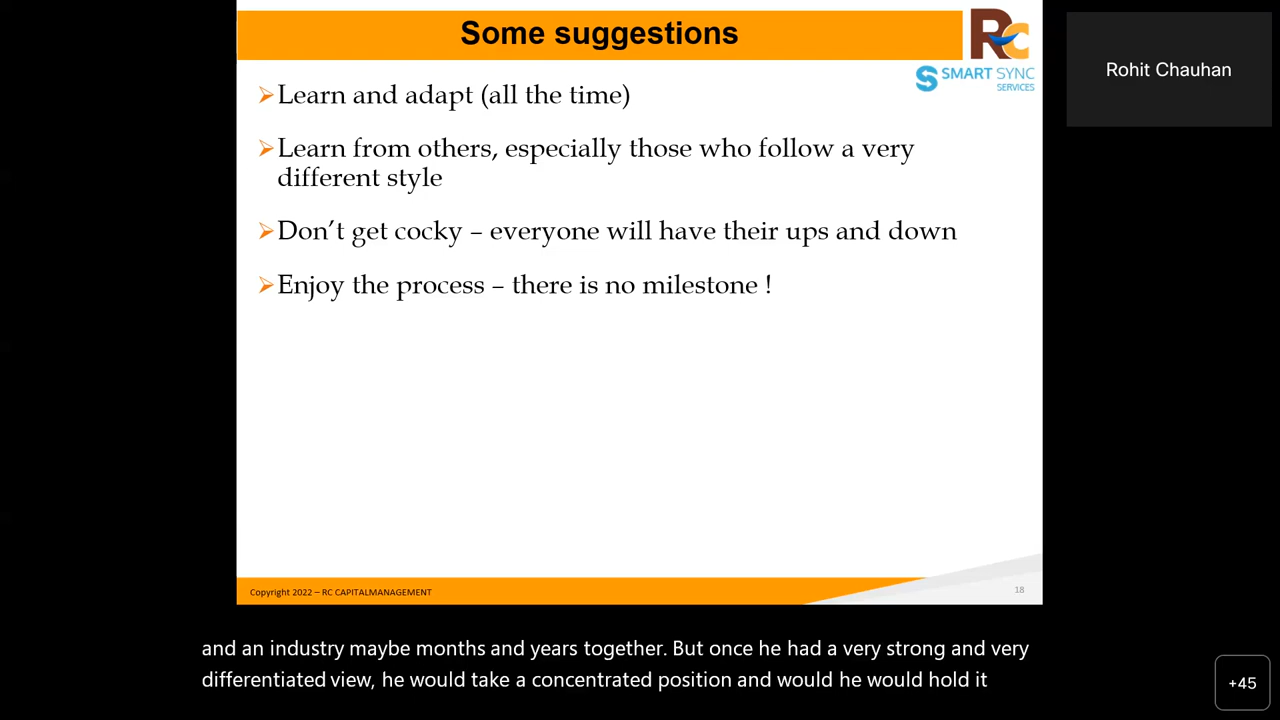 Some suggestions
RC
SMART SYNC
SERVICES
Rohit Chauhan
➢Learn and adapt (all the time)
➢Learn from others, especially those who follow a very
different style
➢Don’t get cocky – everyone will have their ups and down
➢Enjoy the process – there is no milestone !
Copyright 2022 – RC CAPITALMANAGEMENT
18
and an industry maybe months and years together. But once he had a very strong and very
differentiated view, he would take a concentrated position and would he would hold it
+45